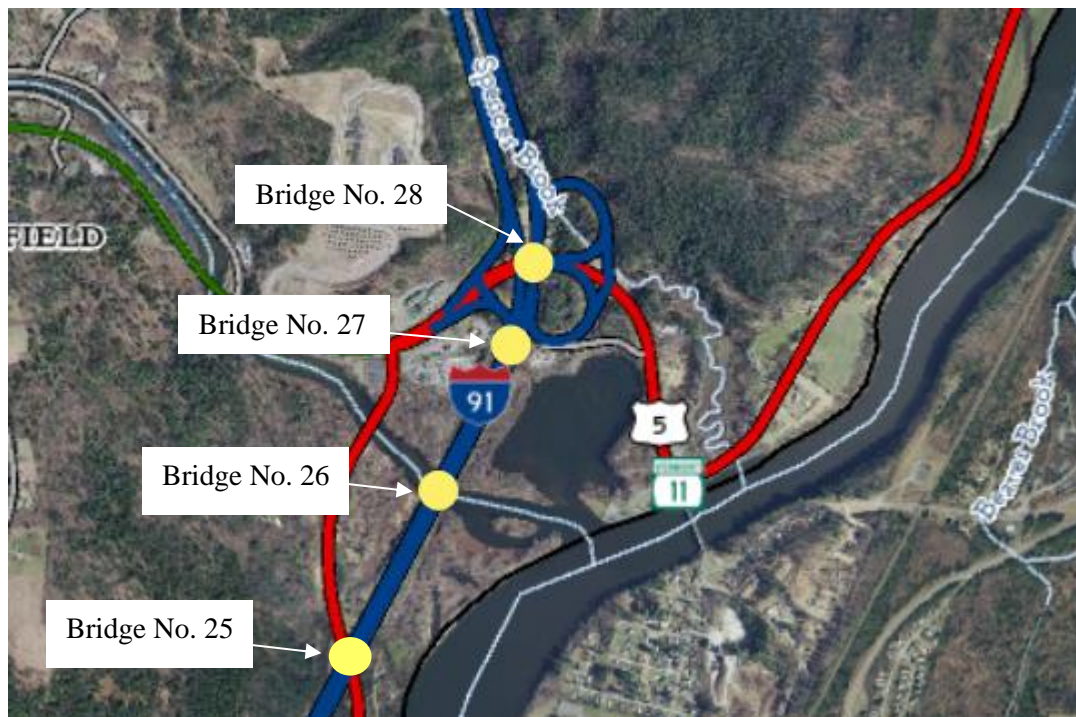 Spencer Brook
Bridge No. 28
FIELD
Bridge No. 27
91
5
Bridge No. 26
11
Beaver Brook
Bridge No. 25